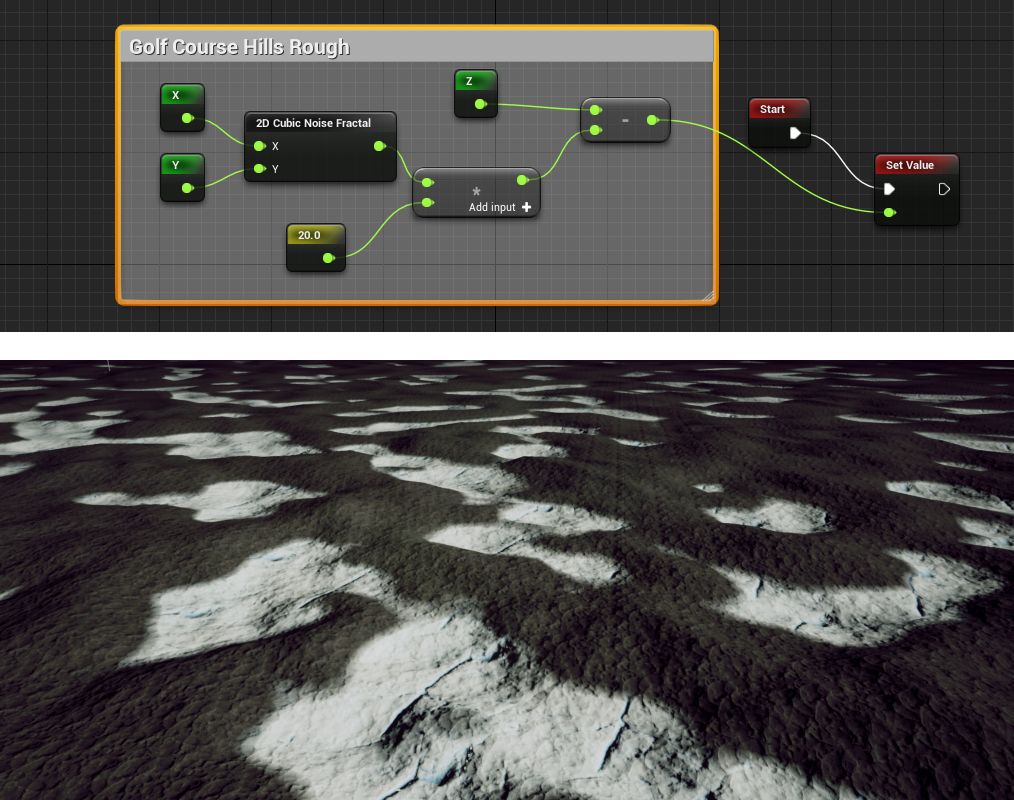 Golf Course Hills Rough
X
Z
2D Cubic Noise Fractal
X
Y
Y
*
Add input +
20.0
-
Start
Set Value